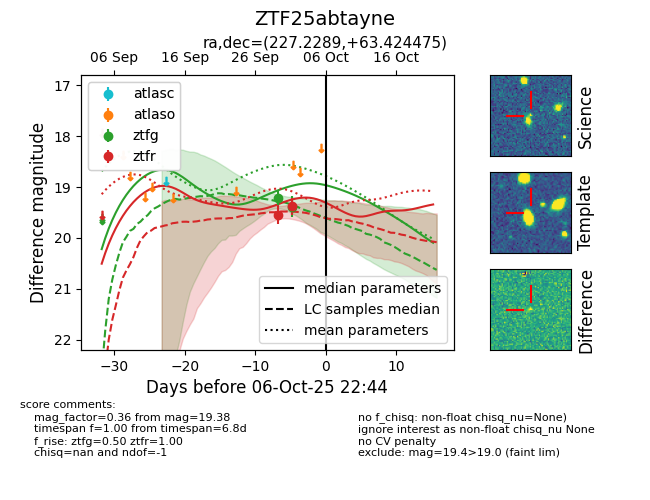 ZTF25abtayne
ra,dec=(227.2289,+63.424475)
06 Sep 16 Sep 26 Sep 06 Oct 16 Oct
17
18
19
20
21
22
Difference magnitude
atlasc
atlaso
ztfg
ztfr
median parameters
LC samples median
mean parameters
−30 −20 −10 0 10
Days before 06-Oct-25 22:44
Science
Template
Difference
score comments:
mag_factor=0.36 from mag=19.38
timespan f=1.00 from timespan=6.8d
f_rise: ztfg=0.50 ztfr=1.00
chisq=nan and ndof=-1
no f_chisq: non-float chisq_nu=None)
ignore interest as non-float chisq_nu None
no CV penalty
exclude: mag=19.4>19.0 (faint lim)